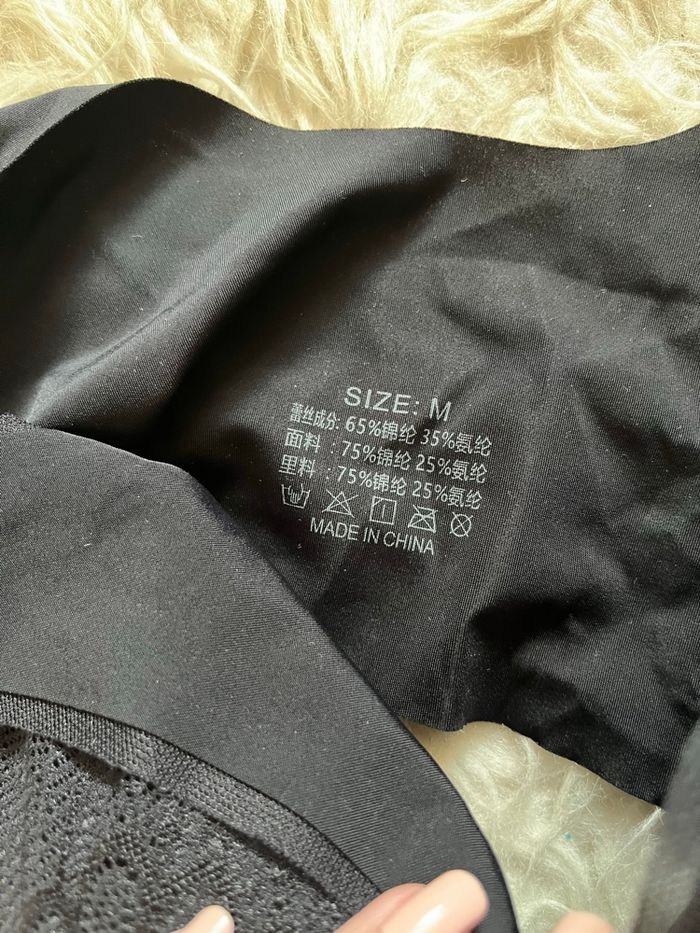 SIZE: M
蕾丝成分: 65%锦纶 35%氨纶
面料 : 75%锦纶 25%氨纶
里料 : 75%锦纶 25%氨纶
MADE IN CHINA